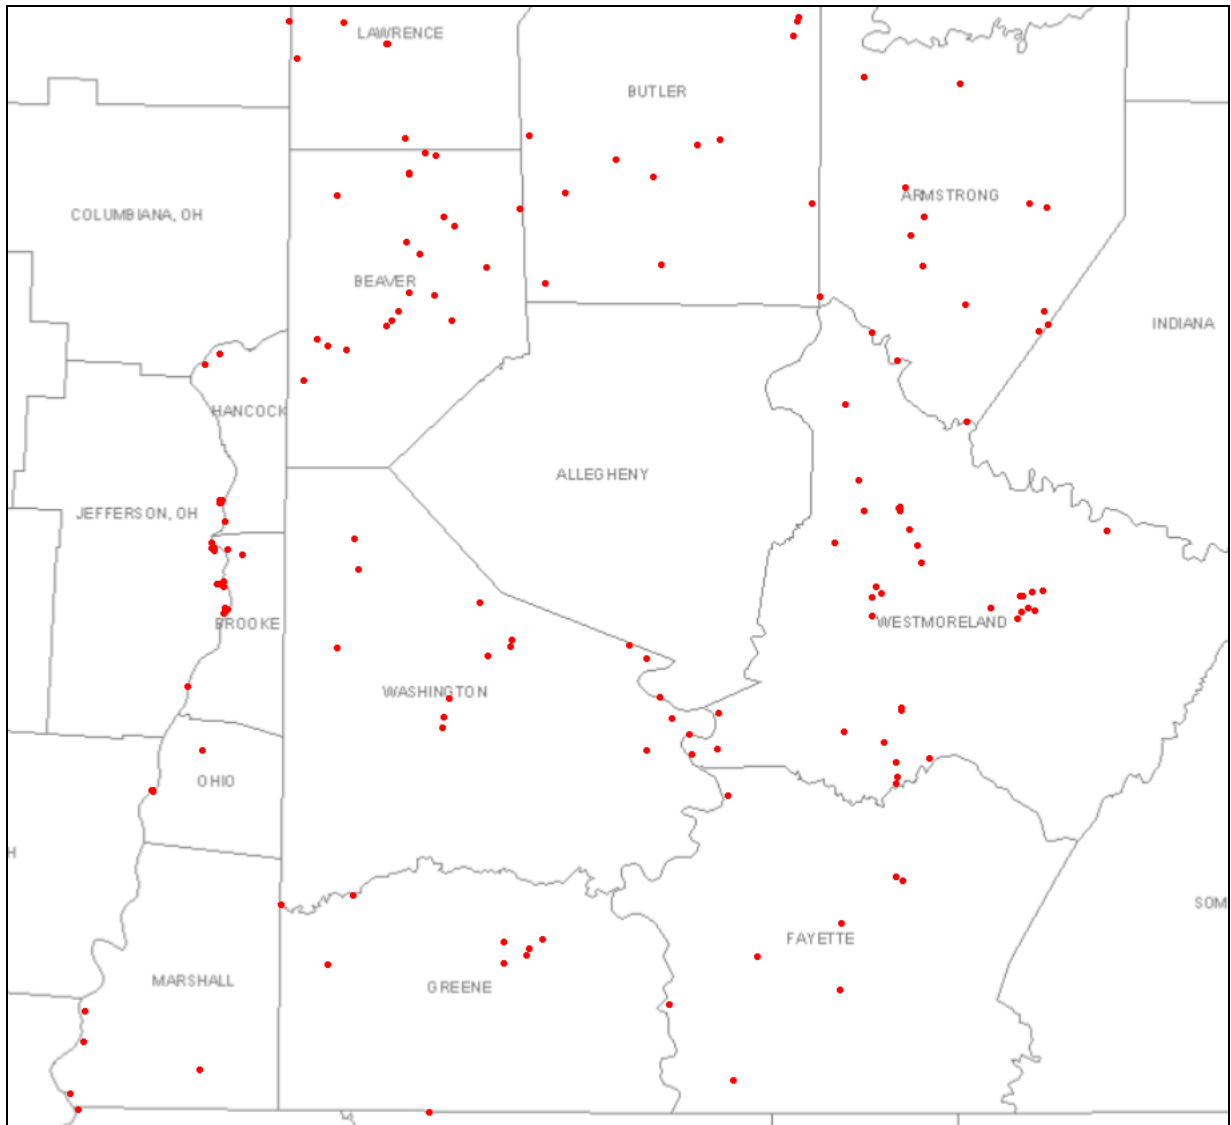 LAWRENCE
BUTLER
ARMSTRONG
COLUMBIANA, OH
BEAVER
INDIANA
HANCOCK
ALLEGHENY
JEFFERSON, OH
BROOKE
WESTMORELAND
WASHINGTON
OHIO
H
SOM
FAYETTE
MARSHALL
GREENE